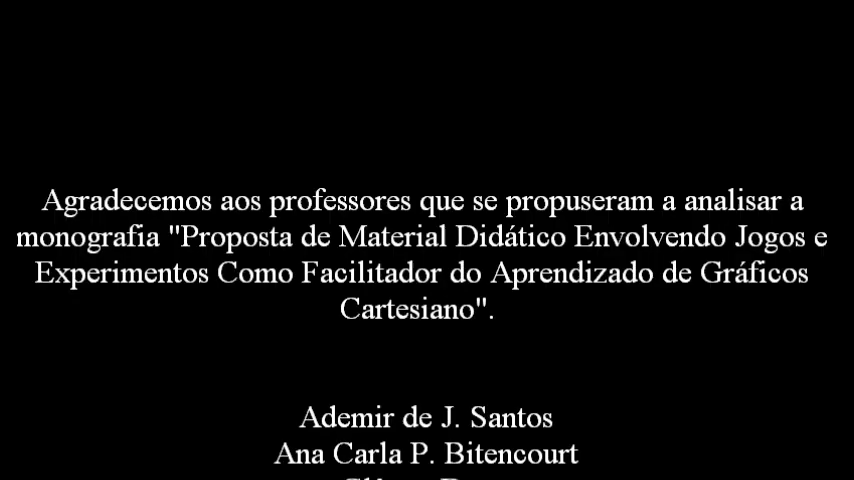 Agradecemos aos professores que se propuseram a analisar a
monografia "Proposta de Material Didático Envolvendo Jogos e
Experimentos Como Facilitador do Aprendizado de Gráficos
Cartesiano".
Ademir de J. Santos
Ana Carla P. Bitencourt